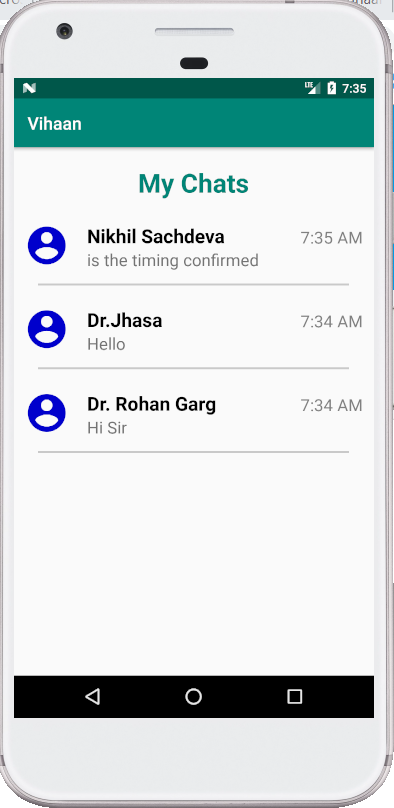 LTE
7:35
Vihaan
My Chats
Nikhil Sachdeva
7:35 AM
is the timing confirmed
Dr.Jhasa
7:34 AM
Hello
Dr. Rohan Garg
7:34 AM
Hi Sir